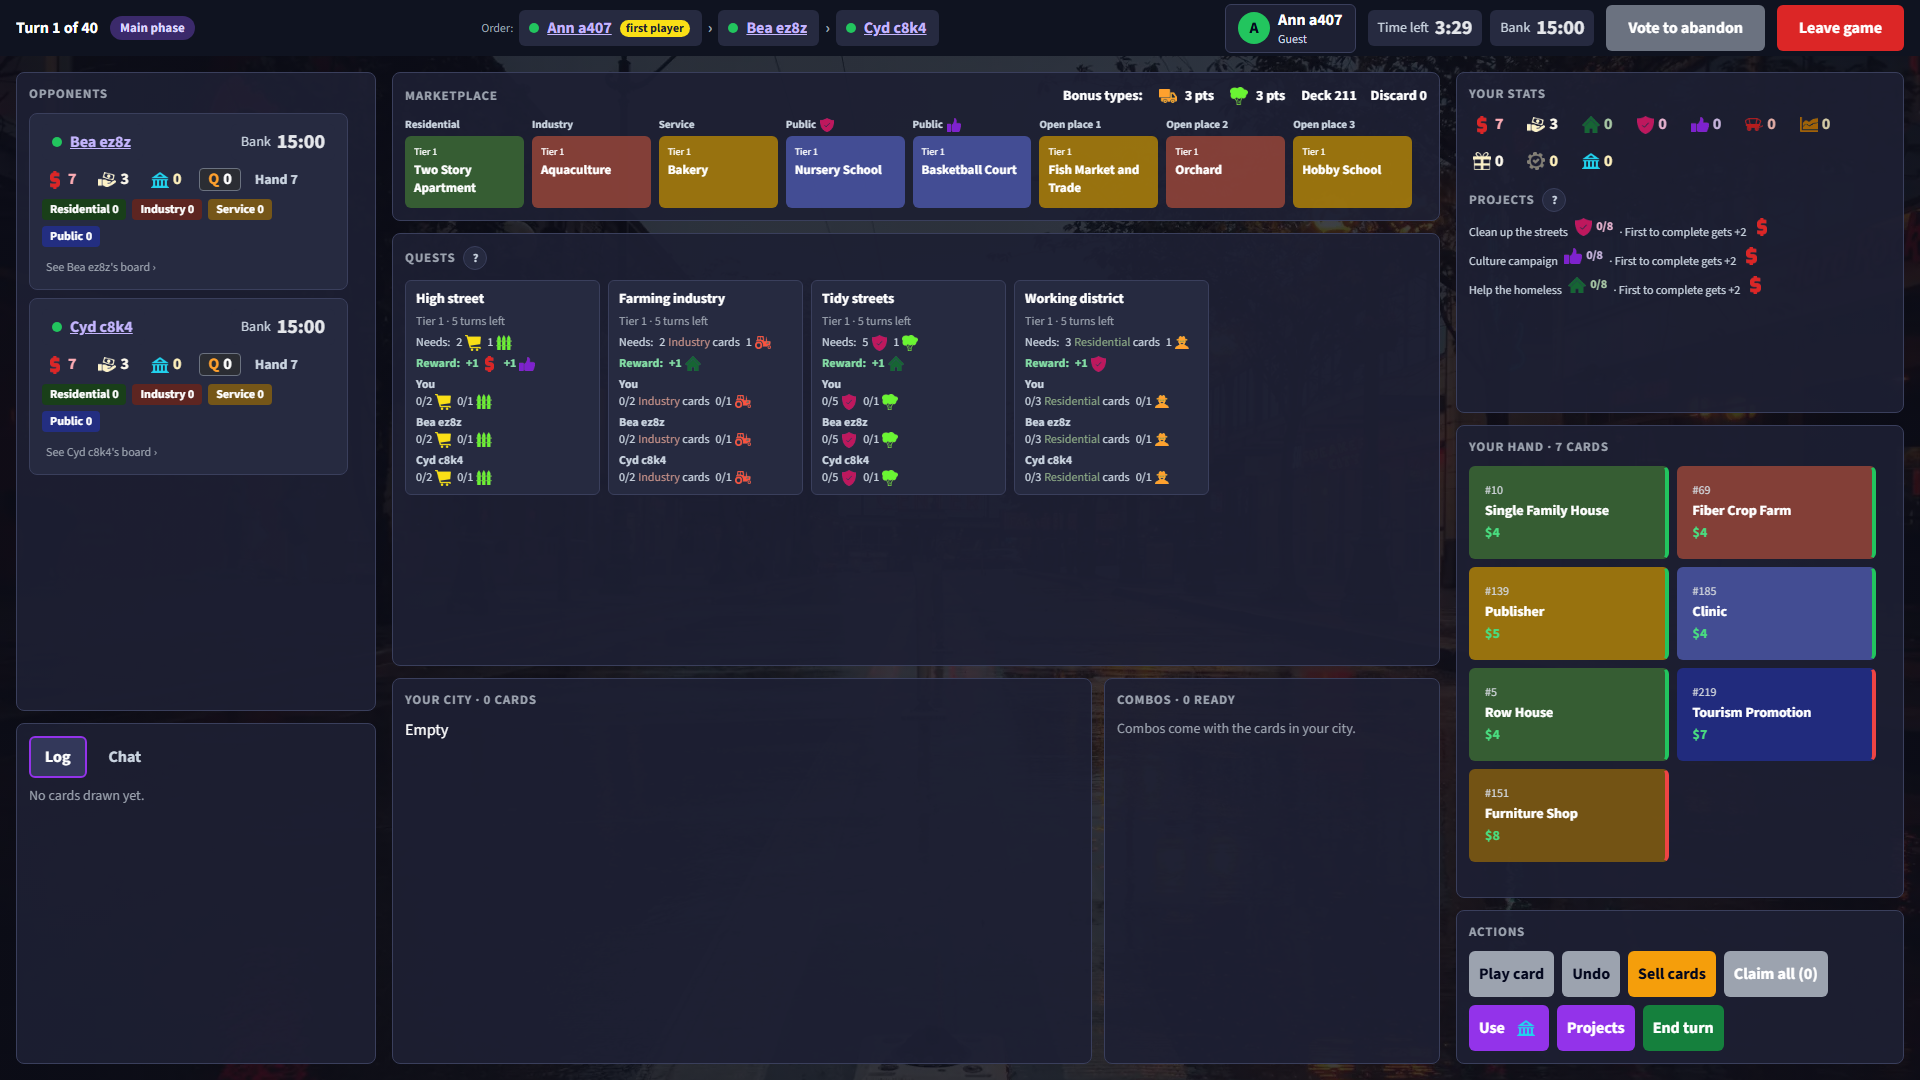 Turn 1 of 40 Main phase
Order: Ann a407 first player › Bea ez8z › Cyd c8k4
A Ann a407
Guest
Time left 3:29
Bank 15:00
Vote to abandon
Leave game
OPPONENTS
Bea ez8z Bank 15:00
7 3 0 Q 0 Hand 7
Residential 0 Industry 0 Service 0
Public 0
See Bea ez8z's board ›
Cyd c8k4 Bank 15:00
7 3 0 Q 0 Hand 7
Residential 0 Industry 0 Service 0
Public 0
See Cyd c8k4's board ›
Log Chat
No cards drawn yet.
MARKETPLACE
Bonus types: 3 pts 3 pts Deck 211 Discard 0
Residential Industry Service Public Public Open place 1 Open place 2 Open place 3
Tier 1
Two Story
Apartment
Tier 1
Aquaculture
Tier 1
Bakery
Tier 1
Nursery School
Tier 1
Basketball Court
Tier 1
Fish Market and
Trade
Tier 1
Orchard
Tier 1
Hobby School
QUESTS ?
High street
Tier 1 · 5 turns left
Needs: 2 1
Reward: +1 $ +1
You
0/2 0/1
Bea ez8z
0/2 0/1
Cyd c8k4
0/2 0/1
Farming industry
Tier 1 · 5 turns left
Needs: 2 Industry cards 1
Reward: +1
You
0/2 Industry cards 0/1
Bea ez8z
0/2 Industry cards 0/1
Cyd c8k4
0/2 Industry cards 0/1
Tidy streets
Tier 1 · 5 turns left
Needs: 5 1
Reward: +1
You
0/5 0/1
Bea ez8z
0/5 0/1
Cyd c8k4
0/5 0/1
Working district
Tier 1 · 5 turns left
Needs: 3 Residential cards 1
Reward: +1
You
0/3 Residential cards 0/1
Bea ez8z
0/3 Residential cards 0/1
Cyd c8k4
0/3 Residential cards 0/1
YOUR CITY · 0 CARDS
Empty
COMBOS · 0 READY
Combos come with the cards in your city.
YOUR STATS
$ 7 3 0 0 0 0 0
0 0 0
PROJECTS ?
Clean up the streets 0/8 · First to complete gets +2 $
Culture campaign 0/8 · First to complete gets +2 $
Help the homeless 0/8 · First to complete gets +2 $
YOUR HAND · 7 CARDS
#10
Single Family House
$4
#69
Fiber Crop Farm
$4
#139
Publisher
$5
#185
Clinic
$4
#5
Row House
$4
#219
Tourism Promotion
$7
#151
Furniture Shop
$8
ACTIONS
Play card Undo Sell cards Claim all (0)
Use Projects End turn